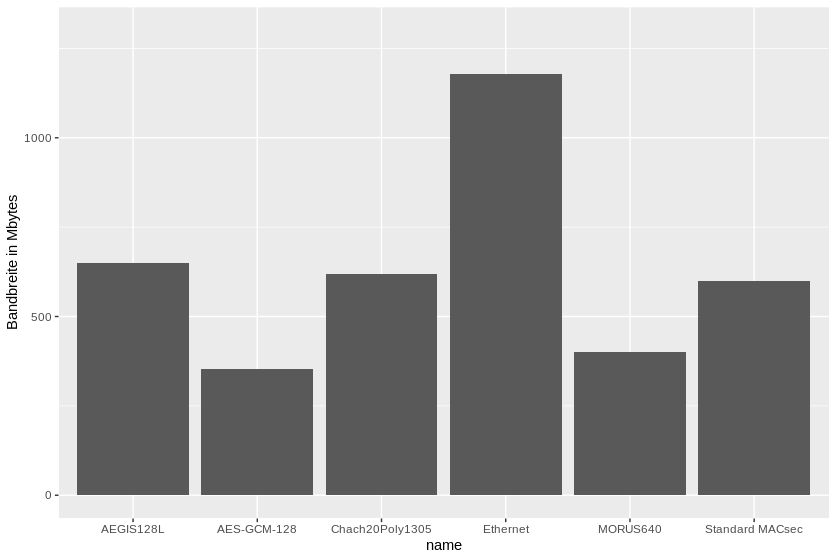 Bandbreite in Mbytes
1000
500
0
AEGIS128L
AES-GCM-128
Chach20Poly1305
Ethernet
MORUS640
Standard MACsec
name